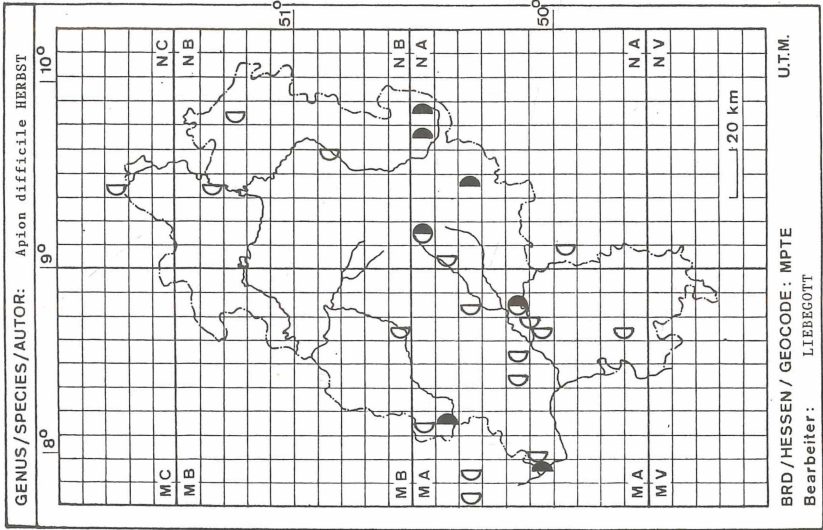 GENUS/SPECIES/AUTOR: Apion difficile HERBST
8° 9° 10°
MC NC
MB NB
51°
MB NB
MA NA
50°
MA NA
MV NV
20 km
BRD/HESSEN/GEOCODE: MPTE U.T.M.
Bearbeiter: LIEBEGOTT